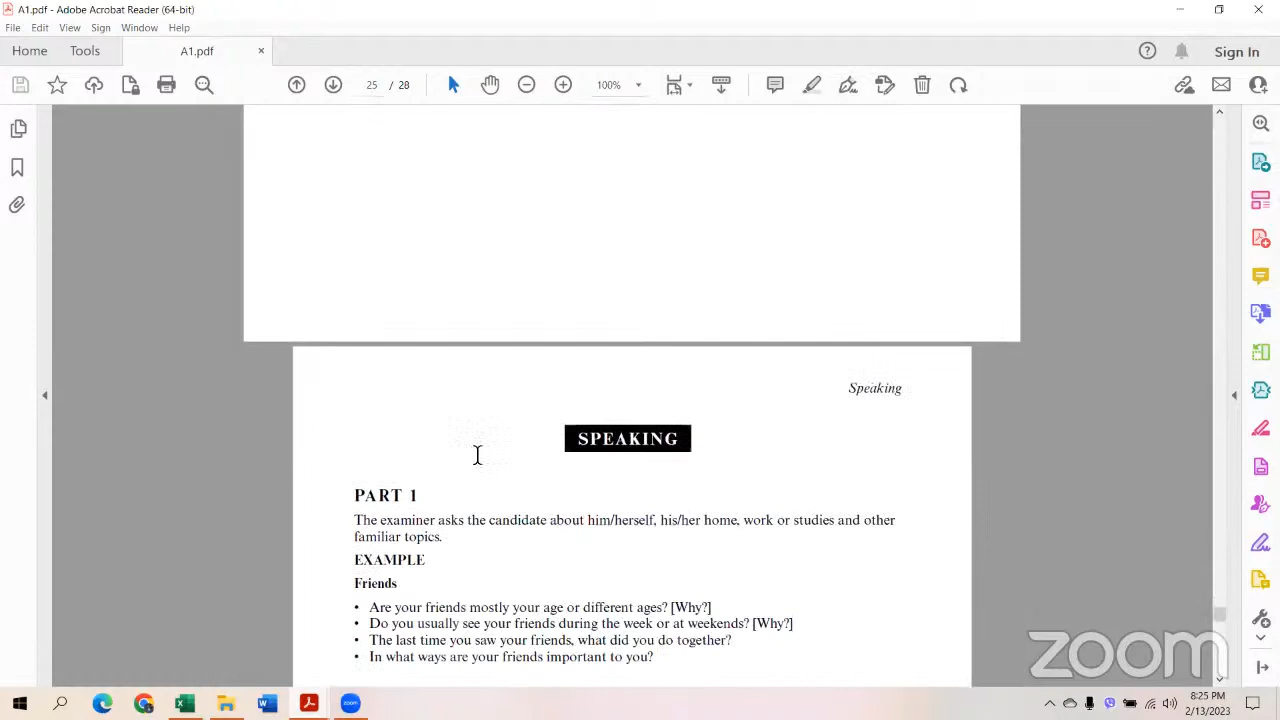 A1.pdf - Adobe Acrobat Reader (64-bit)
File Edit View Sign Window Help
Home Tools A1.pdf × Sign In
25 / 28 100%
Speaking
SPEAKING
PART 1
The examiner asks the candidate about him/herself, his/her home, work or studies and other
familiar topics.
EXAMPLE
Friends
• Are your friends mostly your age or different ages? [Why?]
• Do you usually see your friends during the week or at weekends? [Why?]
• The last time you saw your friends, what did you do together?
• In what ways are your friends important to you?
zoom
zoom
8:25 PM
2/13/2023